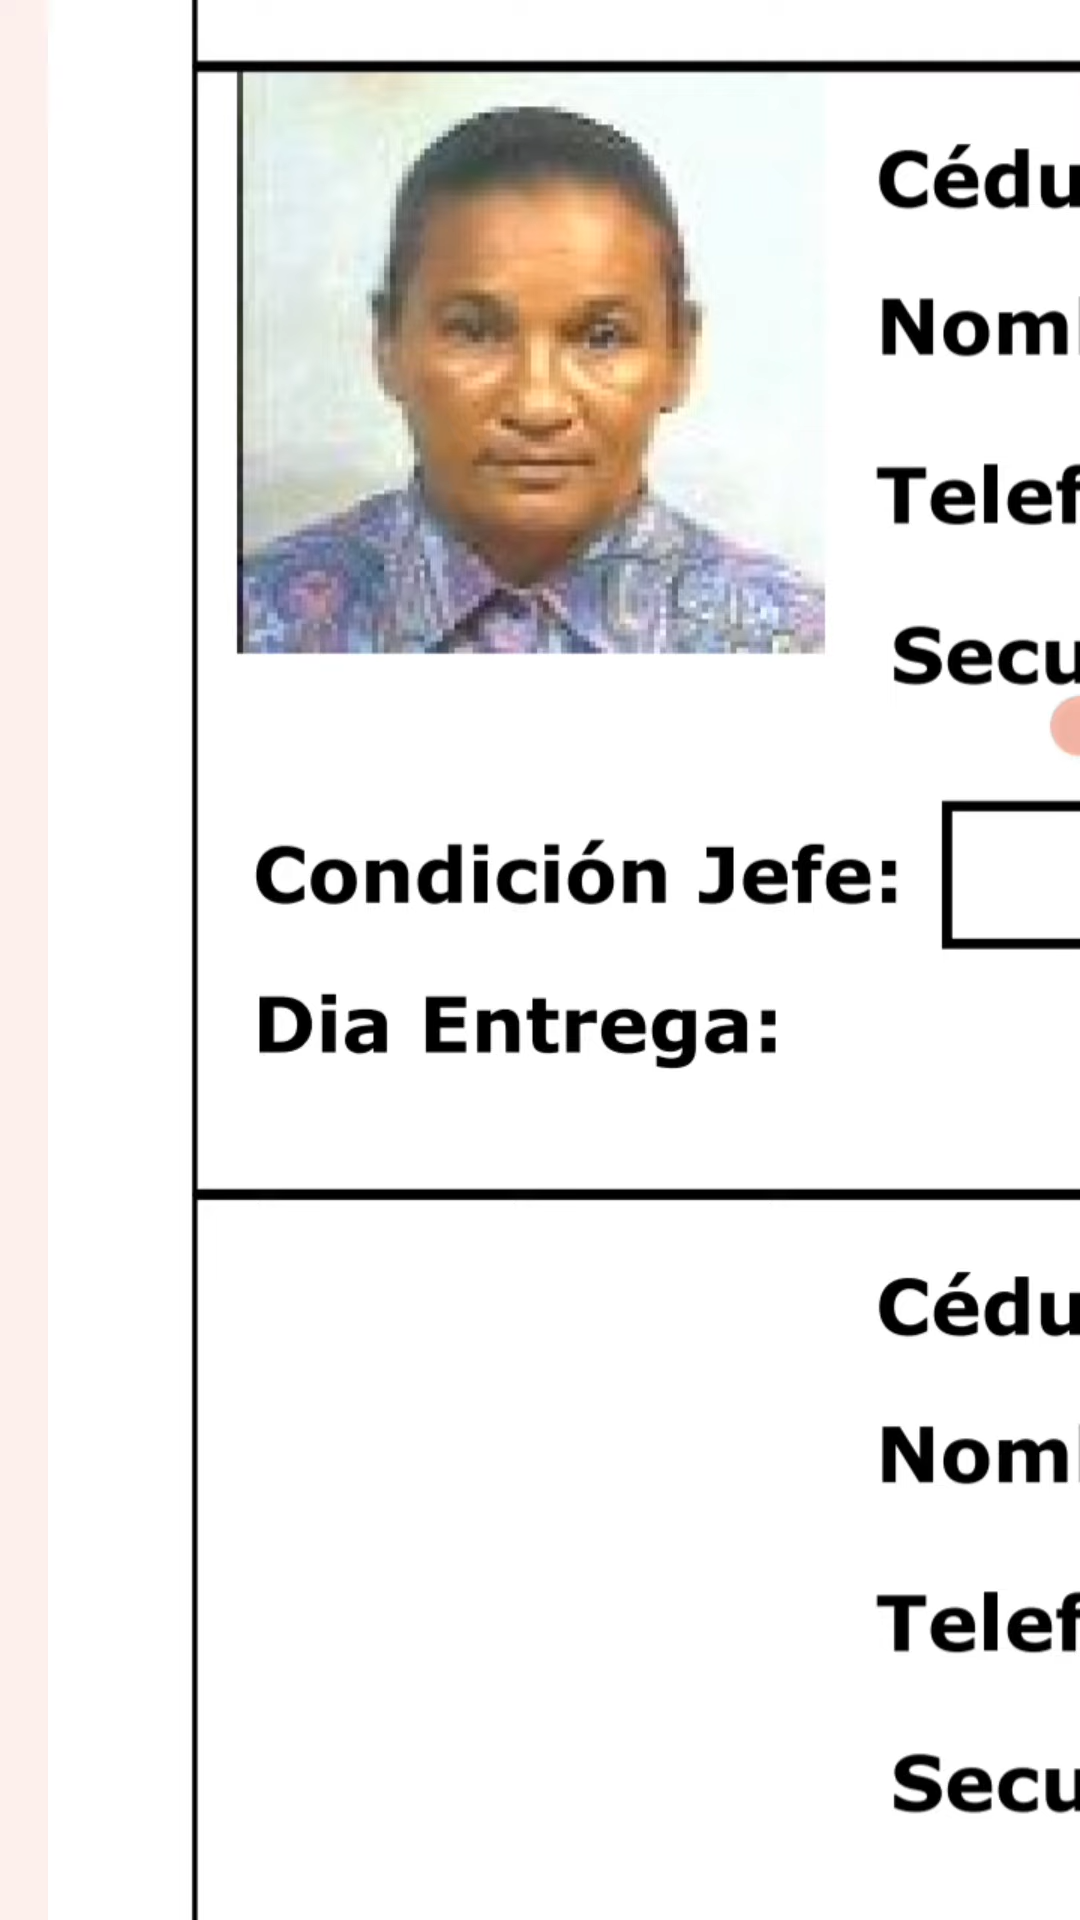 Cédu
Nom
Telef
Secu
Condición Jefe:
Dia Entrega:
Cédu
Nom
Telef
Secu